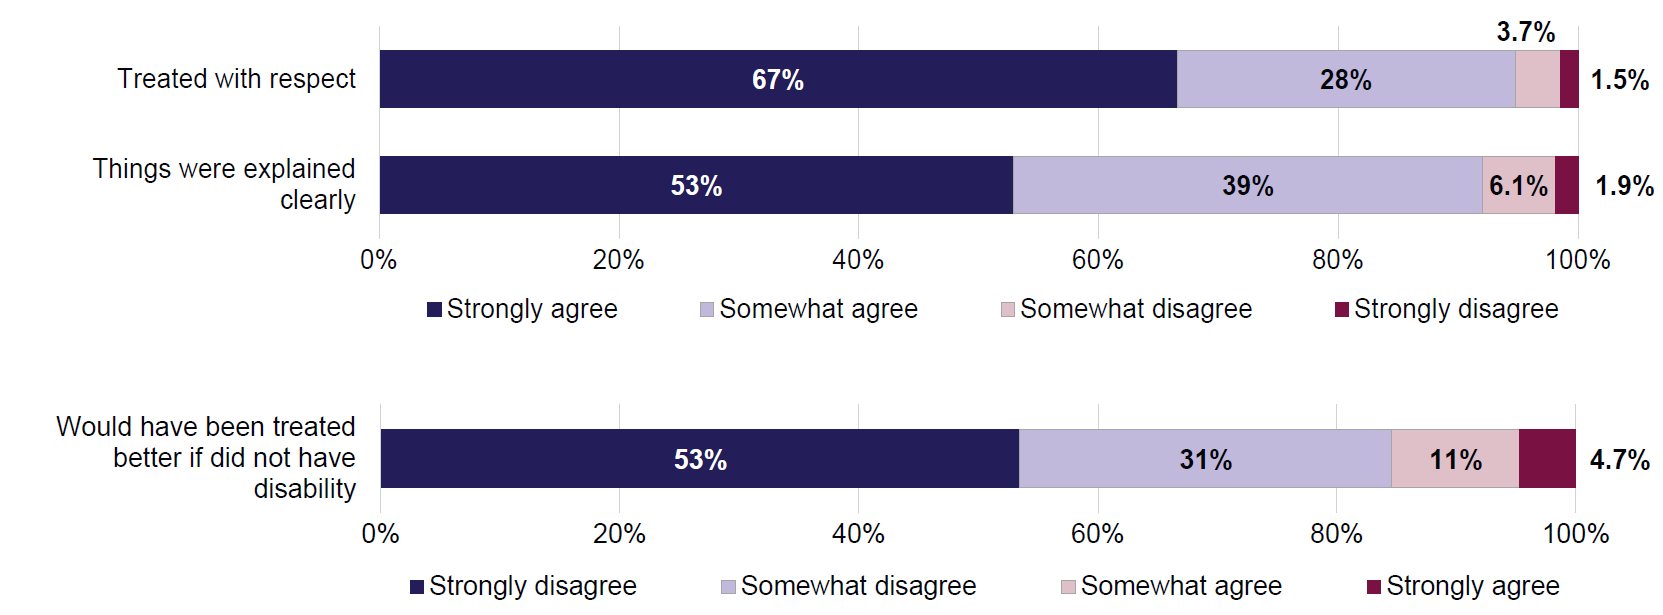 3.7%
Treated with respect 67% 28% 1.5%
Things were explained
clearly
53% 39% 6.1% 1.9%
0% 20% 40% 60% 80% 100%
Strongly agree Somewhat agree Somewhat disagree Strongly disagree
Would have been treated
better if did not have
disability
53% 31% 11% 4.7%
0% 20% 40% 60% 80% 100%
Strongly disagree Somewhat disagree Somewhat agree Strongly agree